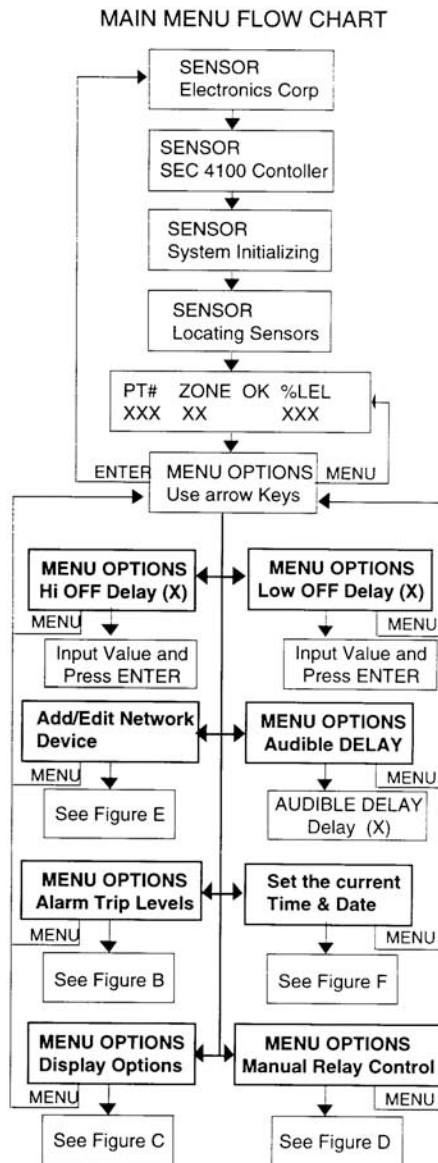 MAIN MENU FLOW CHART
SENSOR
Electronics Corp
SENSOR
SEC 4100 Contoller
SENSOR
System Initializing
SENSOR
Locating Sensors
PT# ZONE OK %LEL
XXX XX XXX
ENTER
MENU OPTIONS
Use arrow Keys
MENU
MENU OPTIONS
Hi OFF Delay (X)
MENU
Input Value and
Press ENTER
MENU OPTIONS
Low OFF Delay (X)
MENU
Input Value and
Press ENTER
Add/Edit Network
Device
MENU
See Figure E
MENU OPTIONS
Audible DELAY
MENU
AUDIBLE DELAY
Delay (X)
MENU OPTIONS
Alarm Trip Levels
MENU
See Figure B
Set the current
Time & Date
MENU
See Figure F
MENU OPTIONS
Display Options
MENU
See Figure C
MENU OPTIONS
Manual Relay Control
MENU
See Figure D